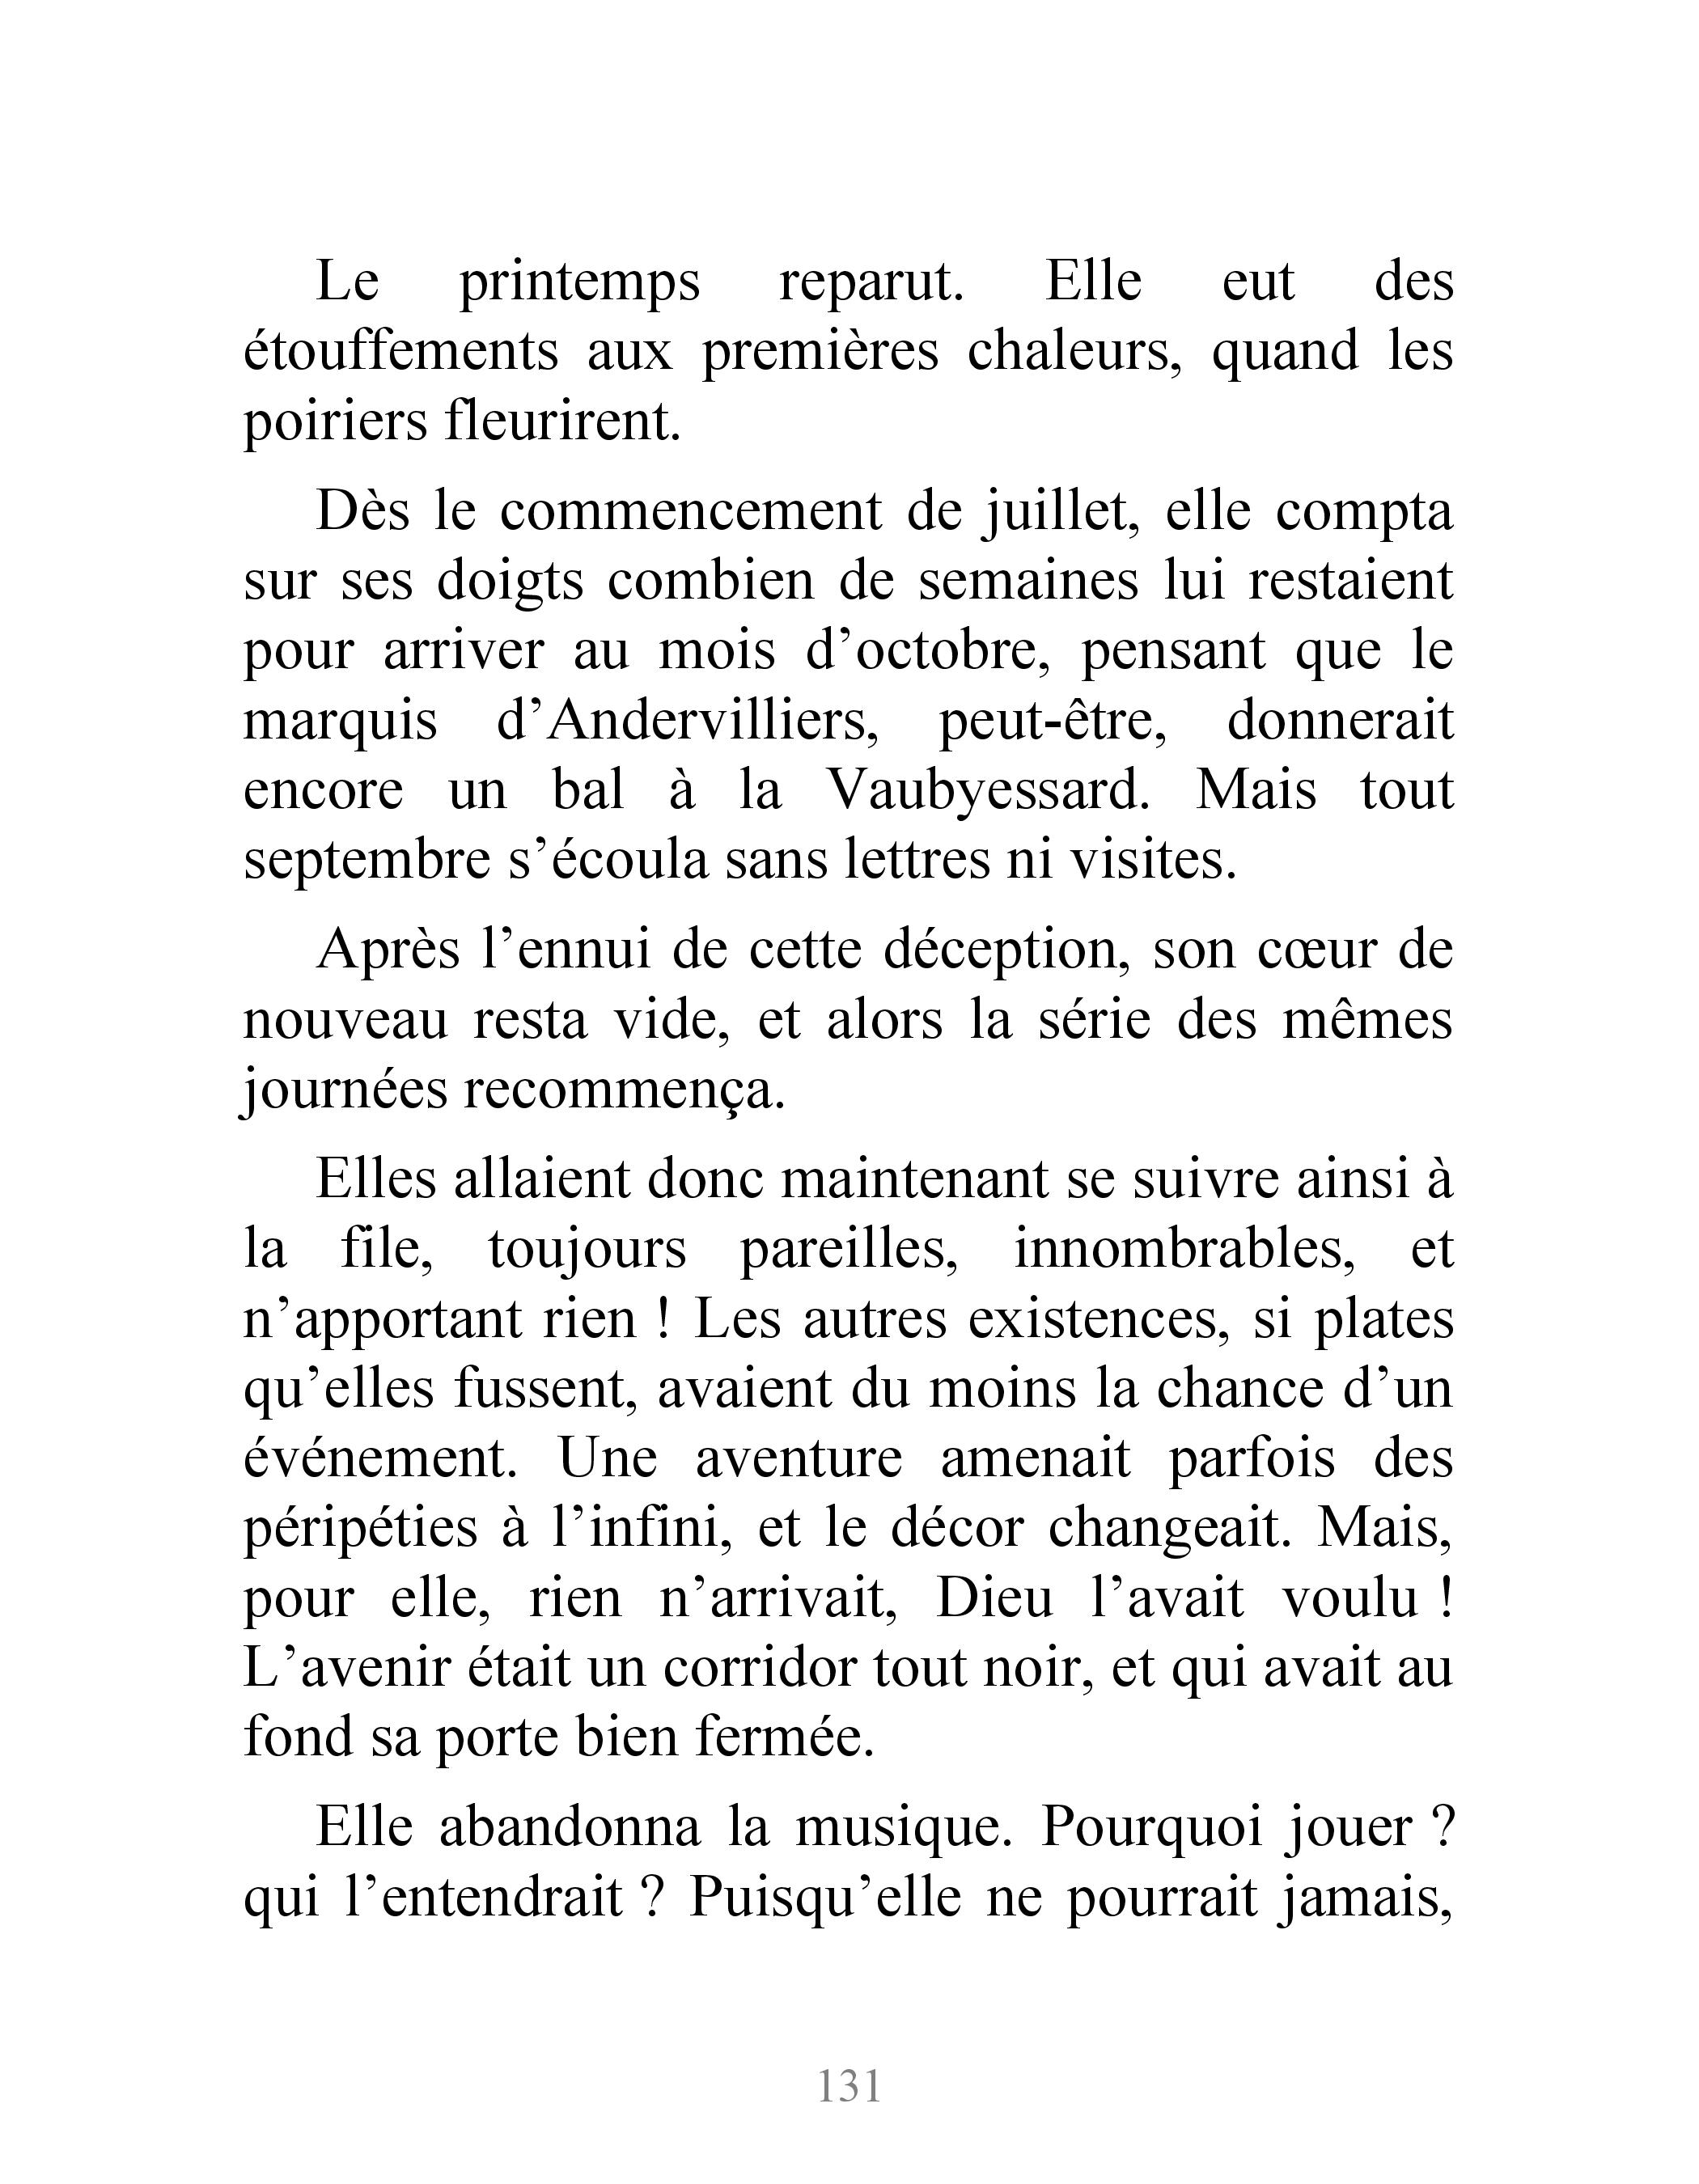 Le printemps reparut. Elle eut des
étouffements aux premières chaleurs, quand les
poiriers fleurirent.
Dès le commencement de juillet, elle compta
sur ses doigts combien de semaines lui restaient
pour arriver au mois d’octobre, pensant que le
marquis d’Andervilliers, peut-être, donnerait
encore un bal à la Vaubyessard. Mais tout
septembre s’écoula sans lettres ni visites.
Après l’ennui de cette déception, son cœur de
nouveau resta vide, et alors la série des mêmes
journées recommença.
Elles allaient donc maintenant se suivre ainsi à
la file, toujours pareilles, innombrables, et
n’apportant rien ! Les autres existences, si plates
qu’elles fussent, avaient du moins la chance d’un
événement. Une aventure amenait parfois des
péripéties à l’infini, et le décor changeait. Mais,
pour elle, rien n’arrivait, Dieu l’avait voulu !
L’avenir était un corridor tout noir, et qui avait au
fond sa porte bien fermée.
Elle abandonna la musique. Pourquoi jouer ?
qui l’entendrait ? Puisqu’elle ne pourrait jamais,
131